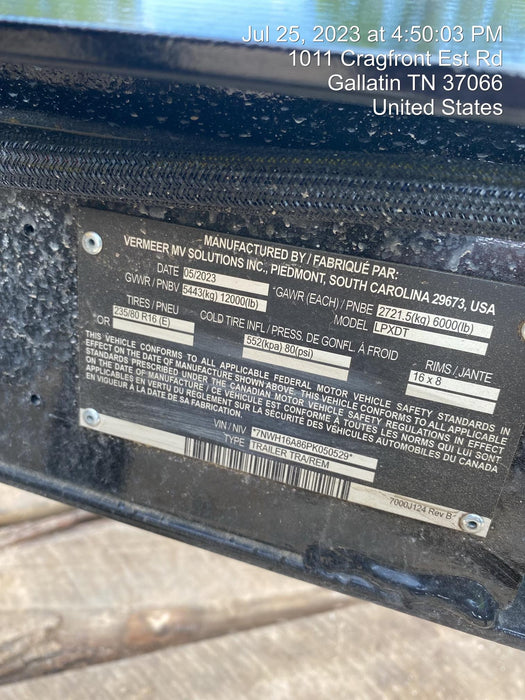 Jul 25, 2023 at 4:50:03 PM
1011 Cragfront Est Rd
Gallatin TN 37066
United States
MANUFACTURED BY / FABRIQUÉ PAR:
VERMEER MV SOLUTIONS INC., PIEDMONT, SOUTH CAROLINA 29673, USA
DATE 05/2023
GVWR / PNBV 5443(kg) 12000(lb) *GAWR (EACH) / PNBE 2721.5(kg) 6000(lb)
MODEL LPXDT
TIRES / PNEU COLD TIRE INFL / PRESS. DE GONFL. À FROID RIMS / JANTE
235/80 R16 (E) 552(kpa) 80(psi) 16 x 8
*OR
THIS VEHICLE CONFORMS TO ALL APPLICABLE FEDERAL MOTOR VEHICLE SAFETY STANDARDS IN
EFFECT ON THE DATE OF MANUFACTURE SHOWN ABOVE. THIS VEHICLE CONFORMS TO ALL APPLICABLE
STANDARDS PRESCRIBED UNDER THE CANADIAN MOTOR VEHICLE SAFETY REGULATIONS IN EFFECT
ON THE DATE OF MANUFACTURE / CE VÉHICULE EST CONFORME À TOUTES LES NORMES QUI LUI SONT
APPLICABLES EN VERTU DU RÈGLEMENT SUR LA SÉCURITÉ DES VÉHICULES AUTOMOBILES DU CANADA
EN VIGUEUR À LA DATE DE SA FABRICATION.
VIN / NIV *7NWH16A86PK050529*
TYPE TRAILER TRA/REM
7000J124 Rev B